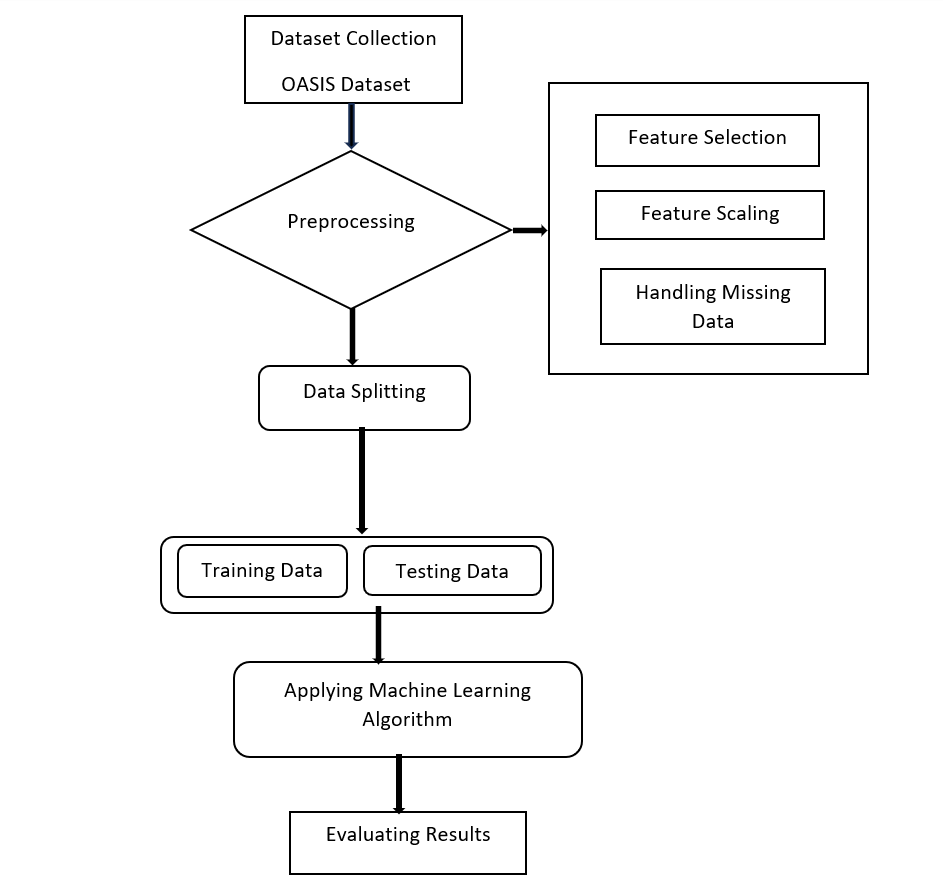 Dataset Collection
OASIS Dataset
Preprocessing
Feature Selection
Feature Scaling
Handling Missing
Data
Data Splitting
Training Data
Testing Data
Applying Machine Learning
Algorithm
Evaluating Results